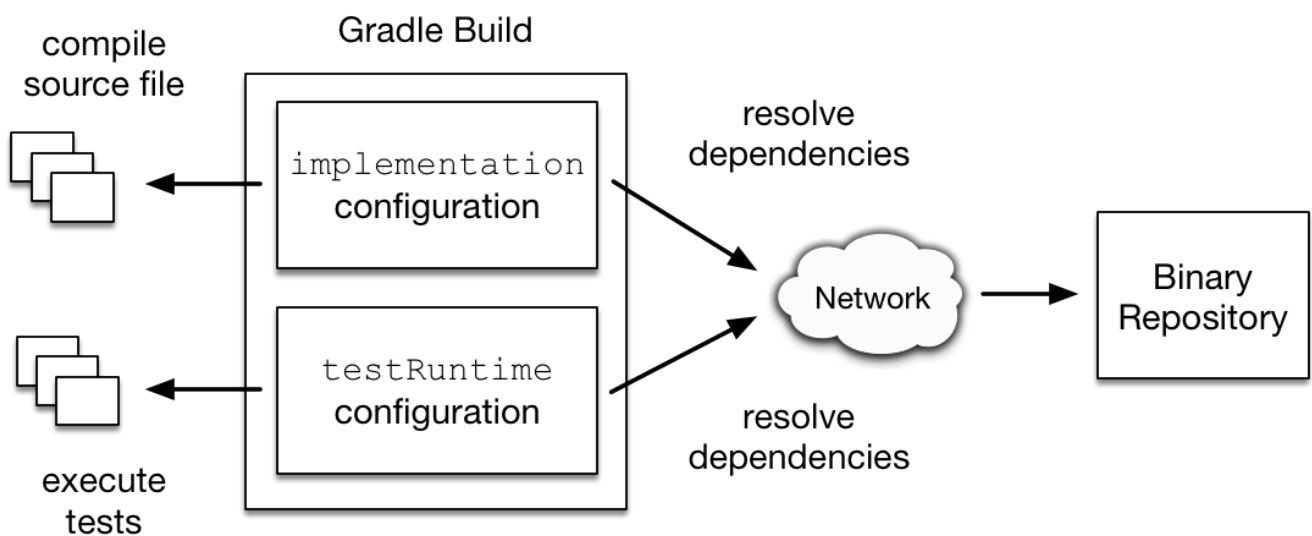 Gradle Build
compile
source file
implementation
configuration
resolve
dependencies
Network
Binary
Repository
testRuntime
configuration
resolve
dependencies
execute
tests